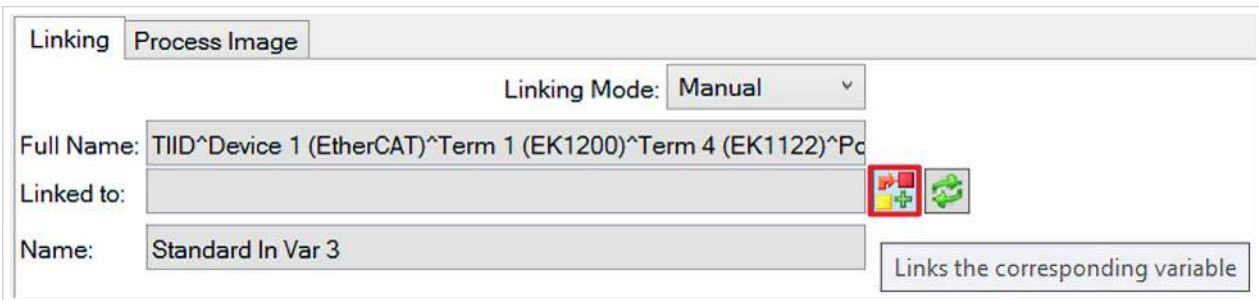 Linking Process Image
Linking Mode: Manual
Full Name: TIID^Device 1 (EtherCAT)^Term 1 (EK1200)^Term 4 (EK1122)^Pc
Linked to:
Name: Standard In Var 3
Links the corresponding variable